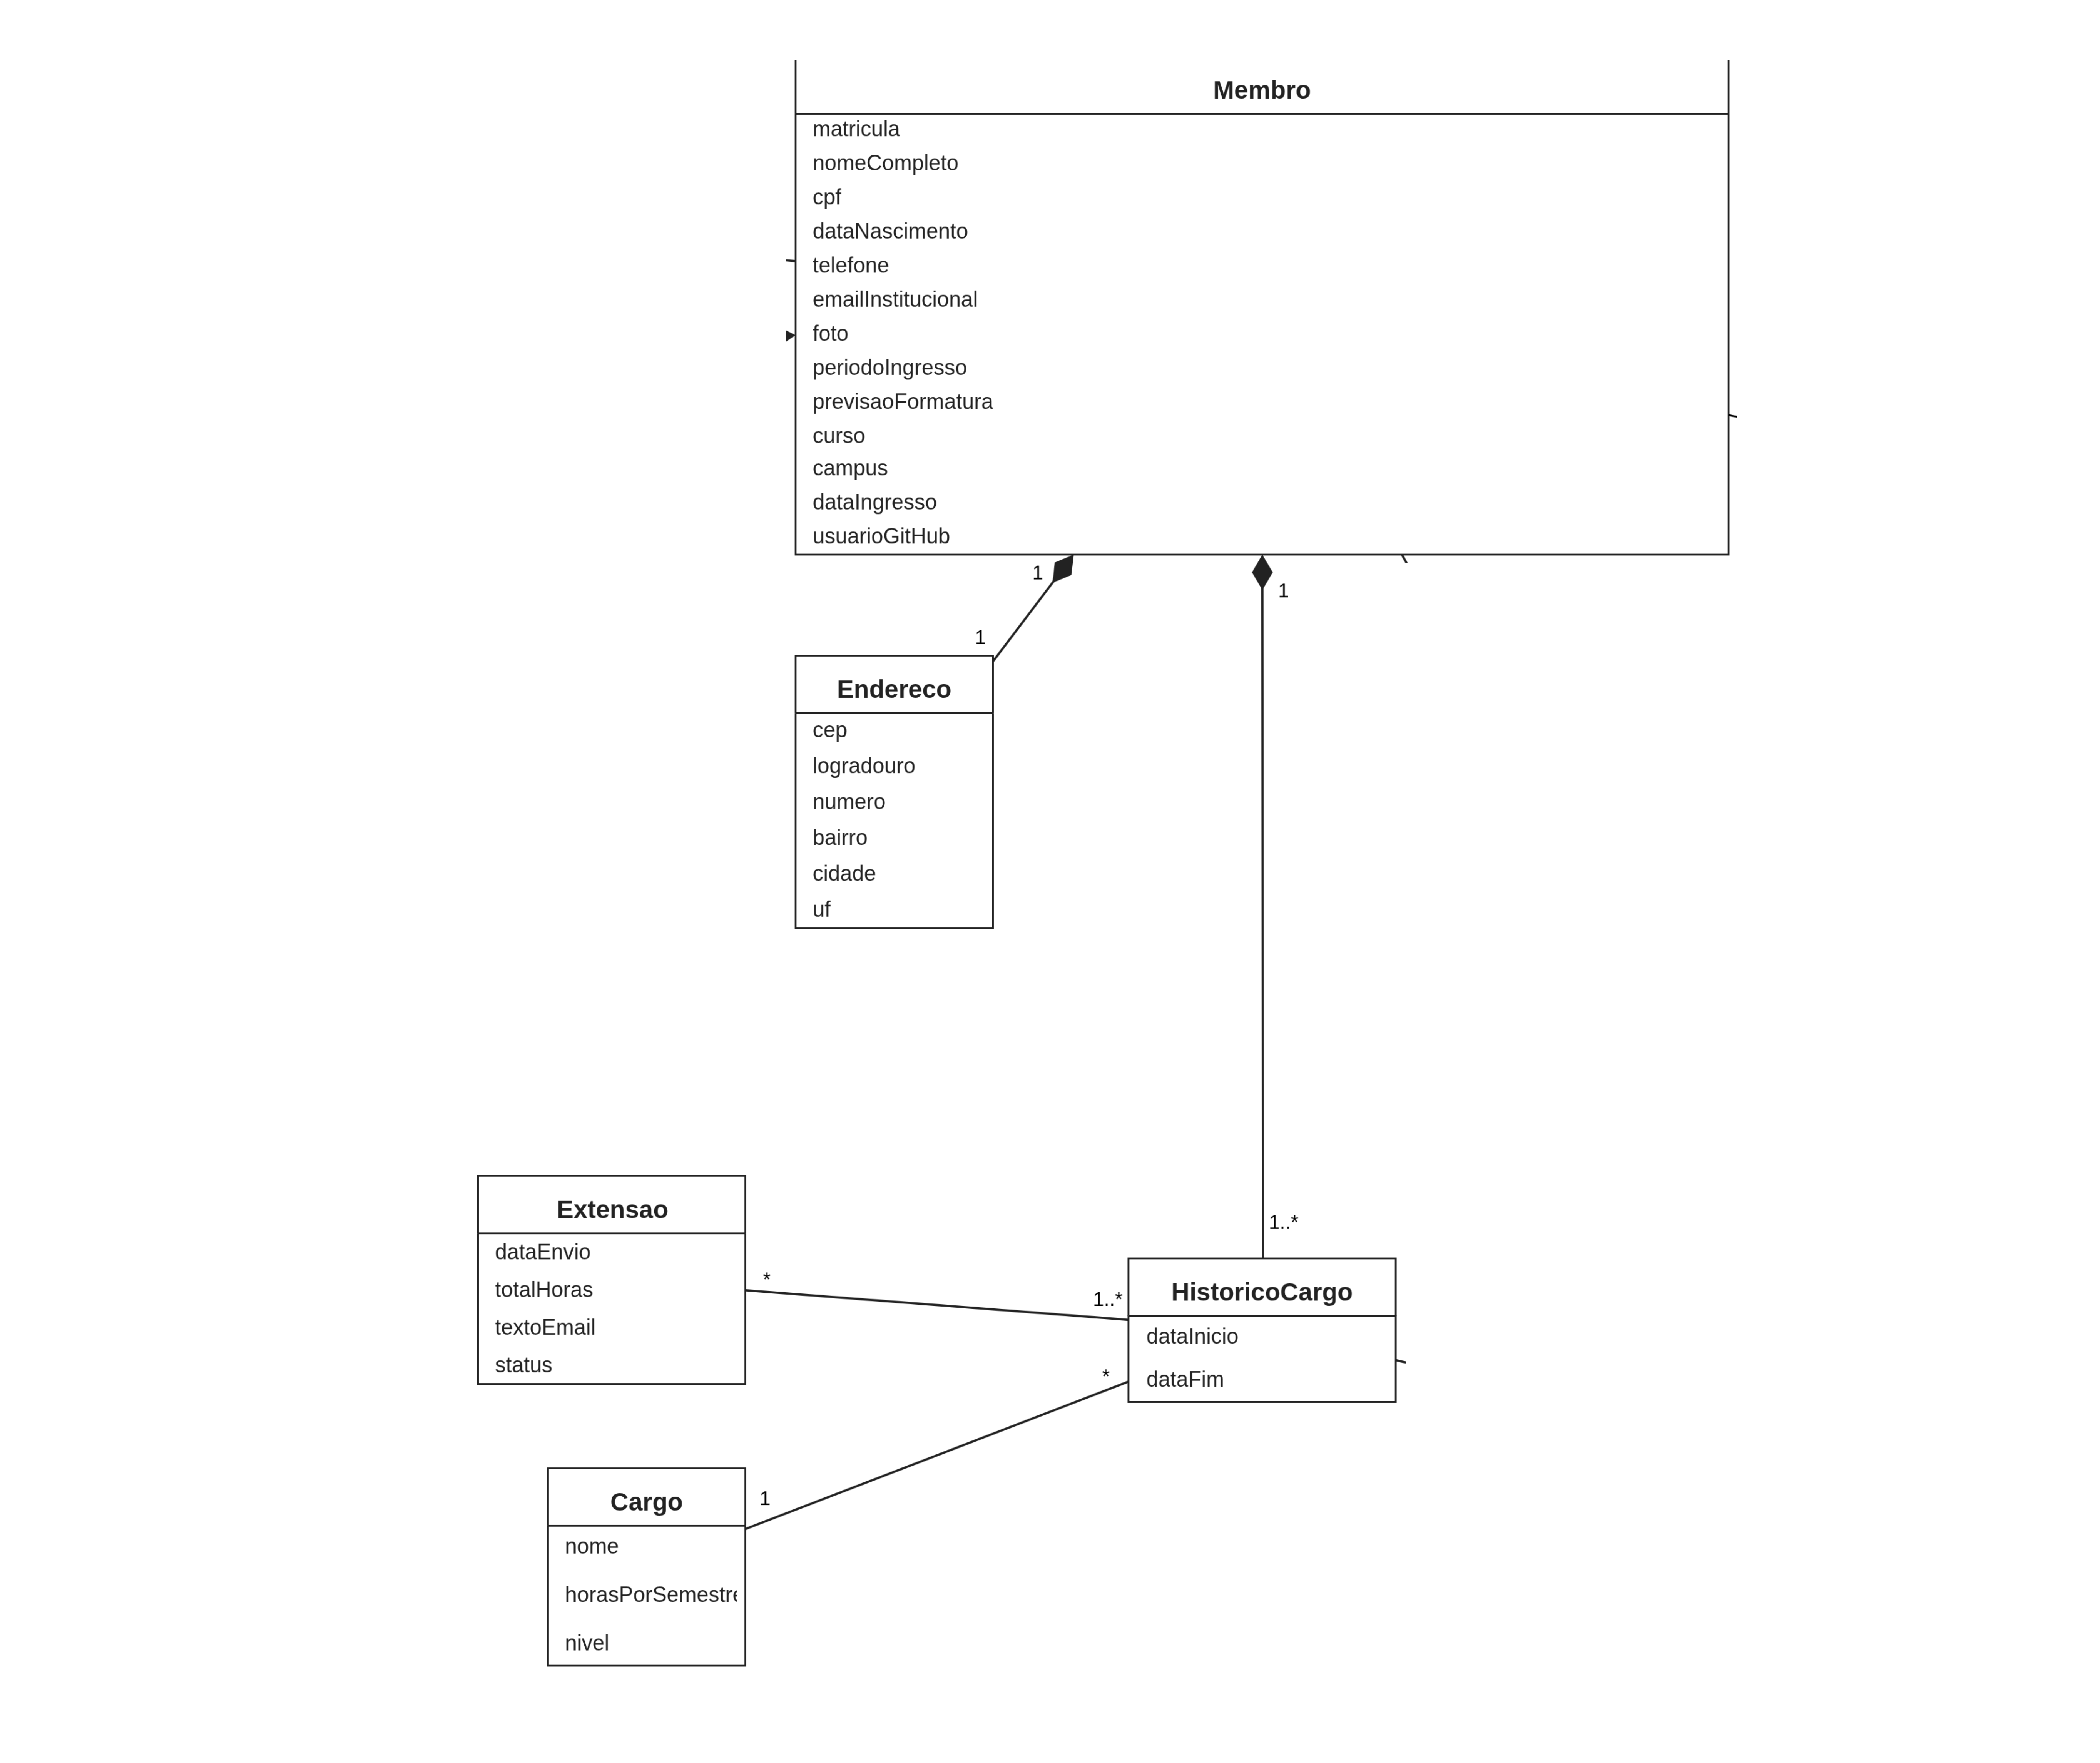 Membro
matricula
nomeCompleto
cpf
dataNascimento
telefone
emailInstitucional
foto
periodoIngresso
previsaoFormatura
curso
campus
dataIngresso
usuarioGitHub
1
1
1
Endereco
cep
logradouro
numero
bairro
cidade
uf
1..*
Extensao
dataEnvio
totalHoras
textoEmail
status
*
1..*
HistoricoCargo
dataInicio
dataFim
*
1
Cargo
nome
horasPorSemestre
nivel